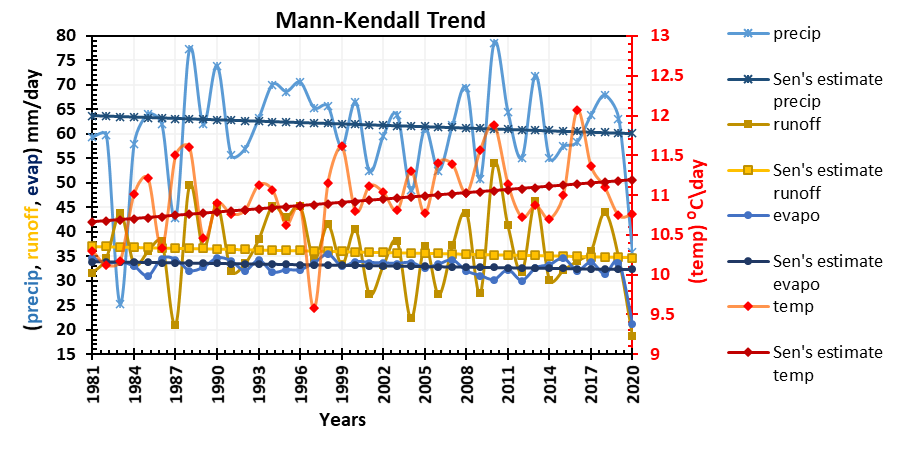 Mann-Kendall Trend
(precip, runoff, evap) mm/day
80
75
70
65
60
55
50
45
40
35
30
25
20
15
13
12.5
12
11.5
11
10.5
10
9.5
9
(temp) ⁰C\day
1981
1984
1987
1990
1993
1996
1999
2002
2005
2008
2011
2014
2017
2020
Years
precip
Sen's estimate
precip
runoff
Sen's estimate
runoff
evapo
Sen's estimate
evapo
temp
Sen's estimate
temp